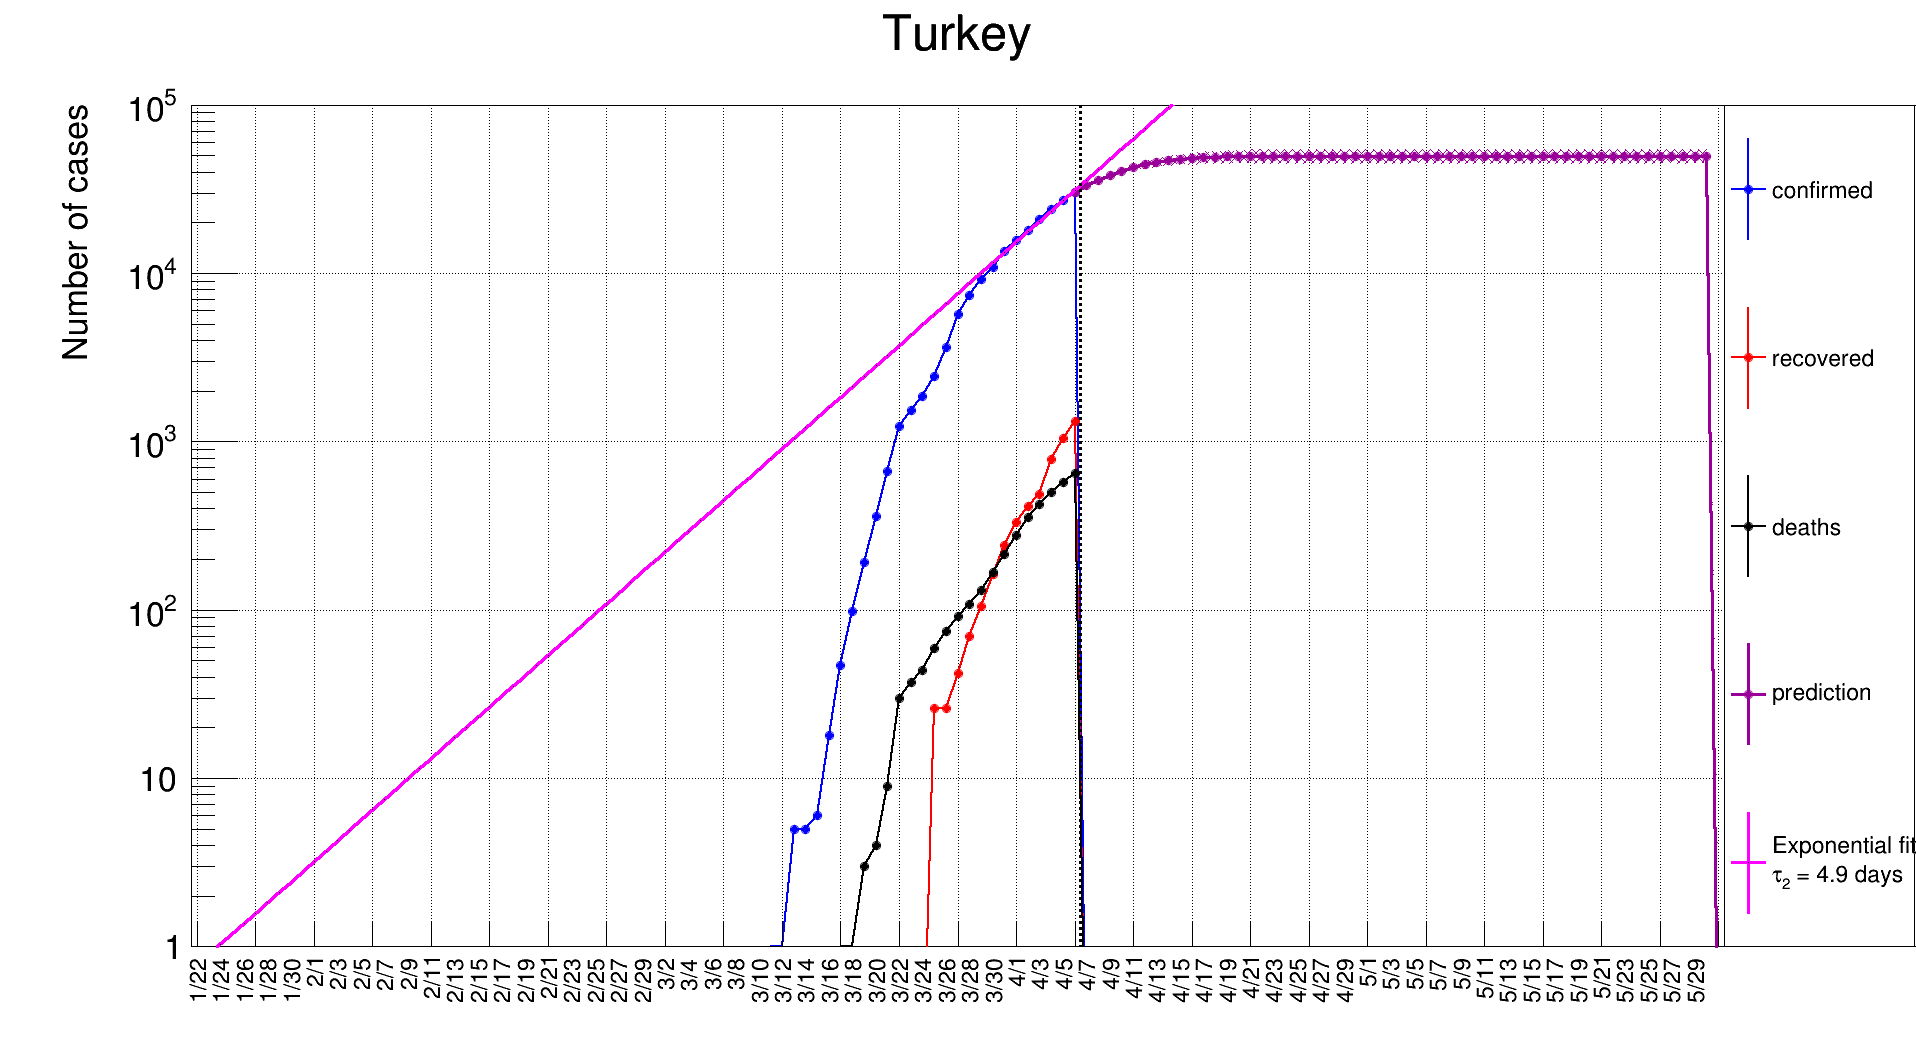 Turkey
Number of cases
10^5
10^4
10^3
10^2
10
1
1/22 1/24 1/26 1/28 1/30 2/1 2/3 2/5 2/7 2/9 2/11 2/13 2/15 2/17 2/19 2/21 2/23 2/25 2/27 2/29 3/2 3/4 3/6 3/8 3/10 3/12 3/14 3/16 3/18 3/20 3/22 3/24 3/26 3/28 3/30 4/1 4/3 4/5 4/7 4/9 4/11 4/13 4/15 4/17 4/19 4/21 4/23 4/25 4/27 4/29 5/1 5/3 5/5 5/7 5/9 5/11 5/13 5/15 5/17 5/19 5/21 5/23 5/25 5/27 5/29
confirmed
recovered
deaths
prediction
Exponential fit
τ₂ = 4.9 days